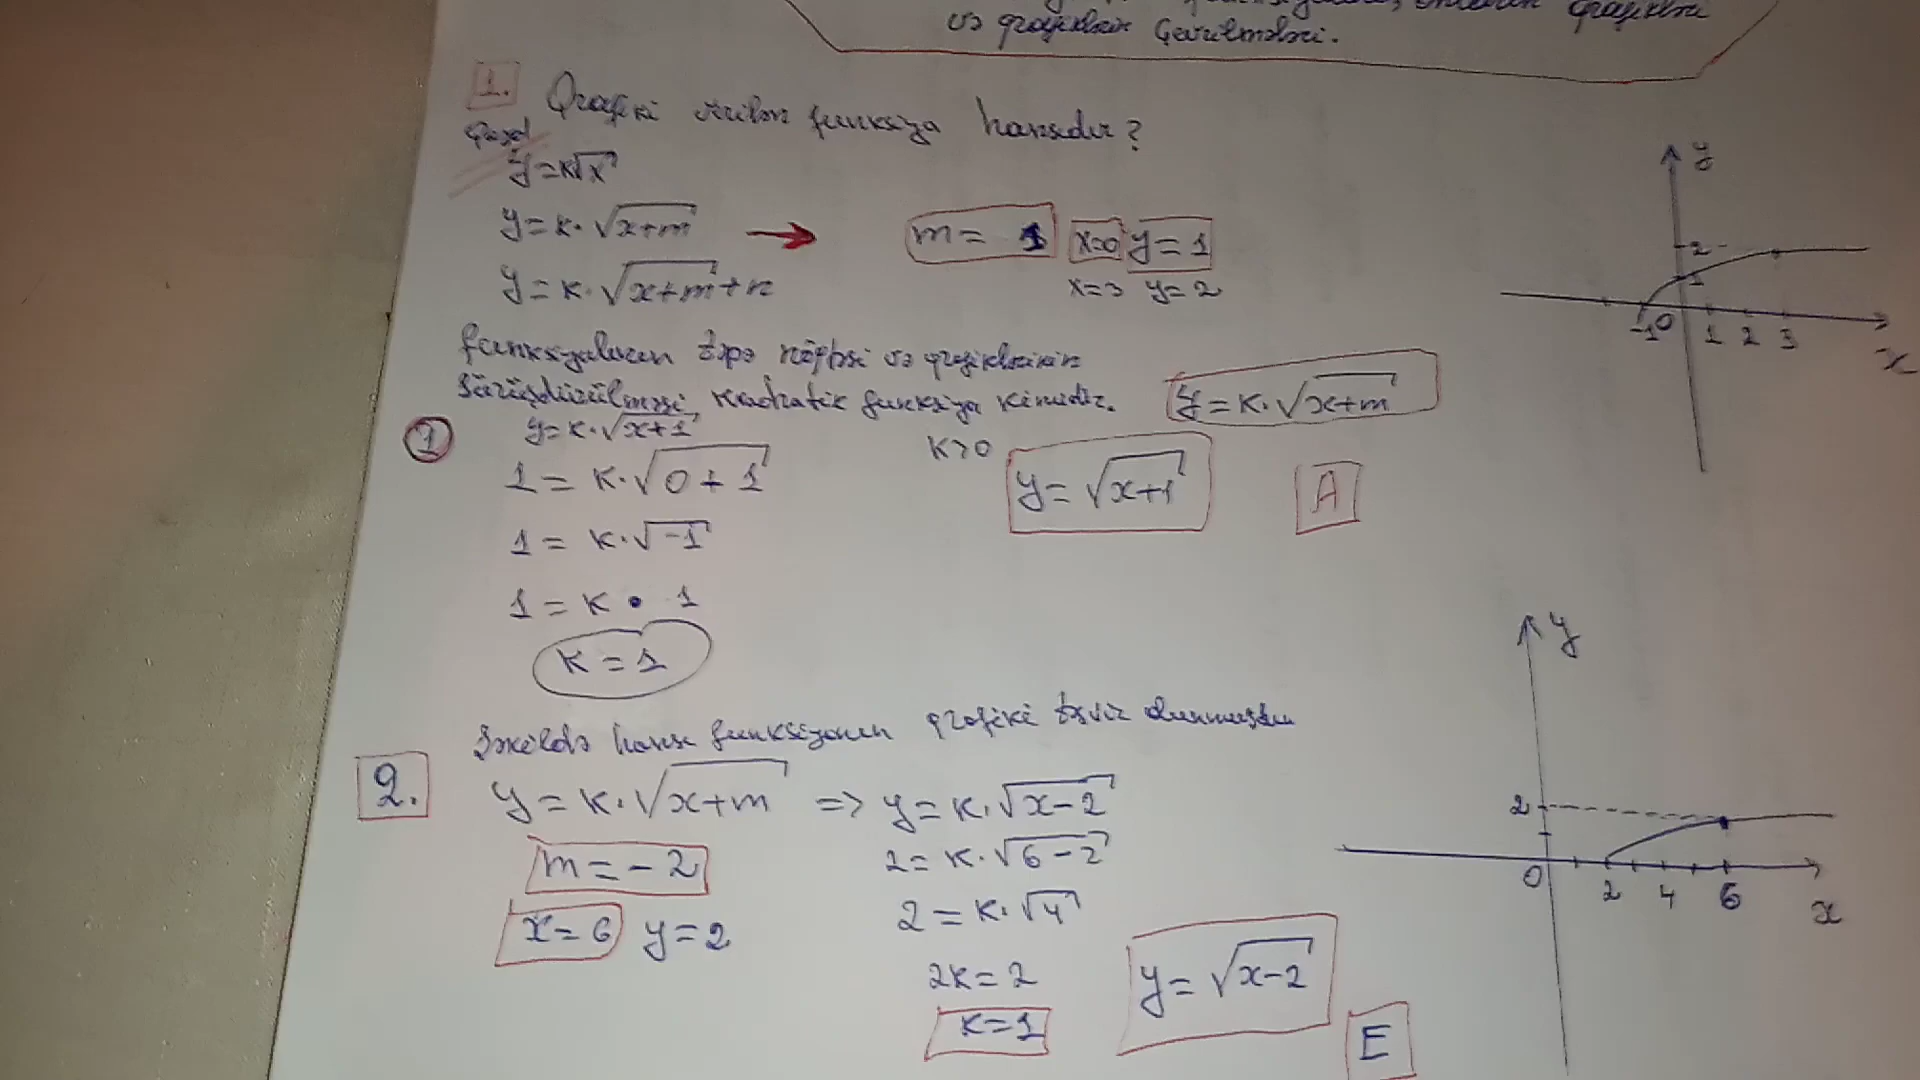 və qrafiklərin çevrilmələri.
1. Qrafiki verilən funksiya hansıdır?
y=k√x
y=k·√x+m → m= 1 x=0 y=1
y=k·√x+m+n x=3 y=2
funksiyaların təpə nöqtəsi və qrafiklərinin
sürüşdürülməsi, kvadratik funksiya kimidir. y=k·√x+m
1 y=k·√x+1 k>0
1=k·√0+1 y=√x+1 A
1=k·√-1
1=k·1
k=1
y
2
1
-1 0 1 2 3
x
Şəkildə hansı funksiyanın qrafiki təsvir olunmuşdur
2. y=k·√x+m => y=k·√x-2
m=-2 2=k·√6-2
x=6 y=2 2=k·√4
2k=2 y=√x-2
k=1 E
y
2
0 2 4 6
x